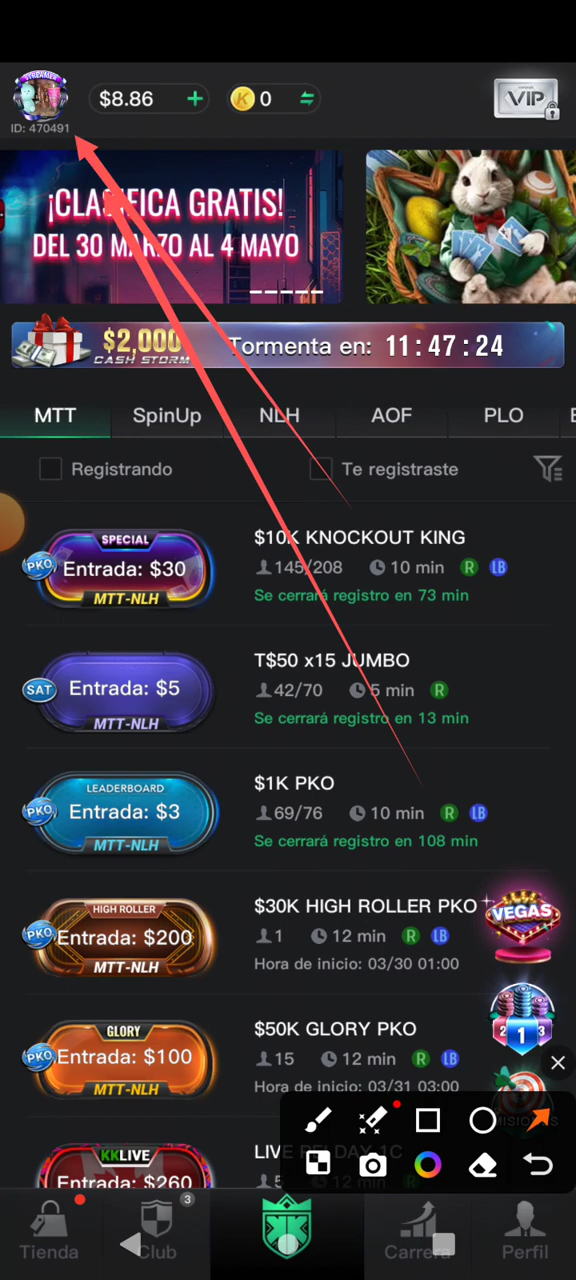 STREAMER
$8.86
0
VIP
ID: 470491
¡CLASIFICA GRATIS!
DEL 30 MARZO AL 4 MAYO
$2,000
CASH STORM
Tormenta en: 11:47:24
MTT
SpinUp
NLH
AOF
PLO
Registrando
Te registraste
SPECIAL
PKO
Entrada: $30
MTT-NLH
$10K KNOCKOUT KING
145/208
10 min
R
LB
Se cerrará registro en 73 min
SAT
Entrada: $5
MTT-NLH
T$50 x15 JUMBO
42/70
5 min
R
Se cerrará registro en 13 min
LEADERBOARD
PKO
Entrada: $3
MTT-NLH
$1K PKO
69/76
10 min
R
LB
Se cerrará registro en 108 min
HIGH ROLLER
PKO
Entrada: $200
MTT-NLH
$30K HIGH ROLLER PKO
1
12 min
R
LB
Hora de inicio: 03/30 01:00
VEGAS
GLORY
PKO
Entrada: $100
MTT-NLH
$50K GLORY PKO
15
12 min
R
LB
Hora de inicio: 03/31 03:00
2 1 3
KKLIVE
Entrada: $260
Tienda
3
Club
Carrera
Perfil